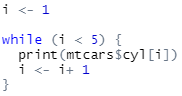 i <- 1
while (i < 5) {
  print(mtcars$cyl[i])
  i <- i+ 1
}